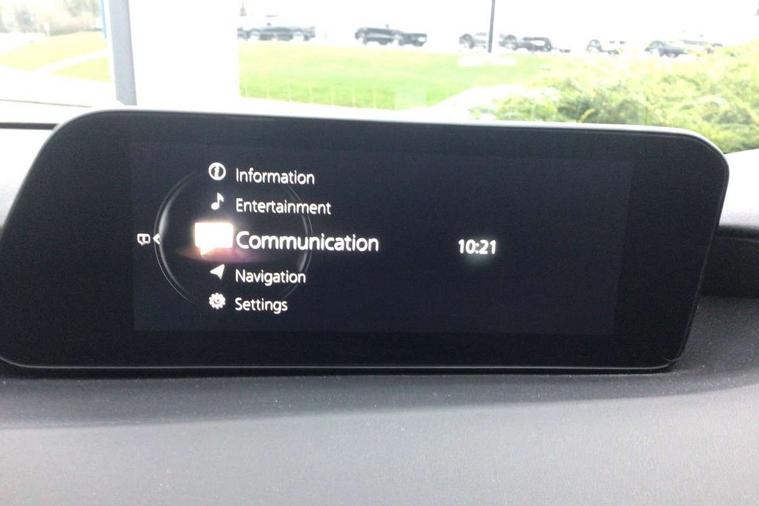 Information
Entertainment
Communication
10:21
Navigation
Settings